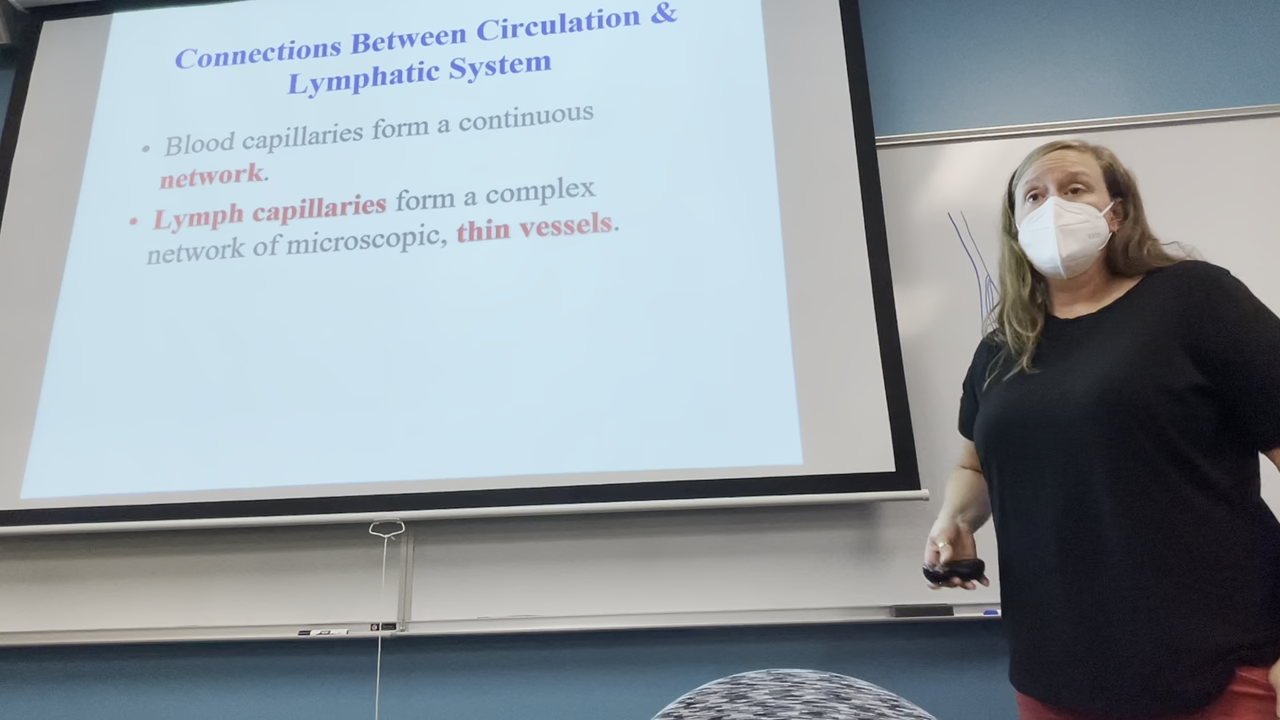 Connections Between Circulation &
Lymphatic System
• Blood capillaries form a continuous
network.
• Lymph capillaries form a complex
network of microscopic, thin vessels.